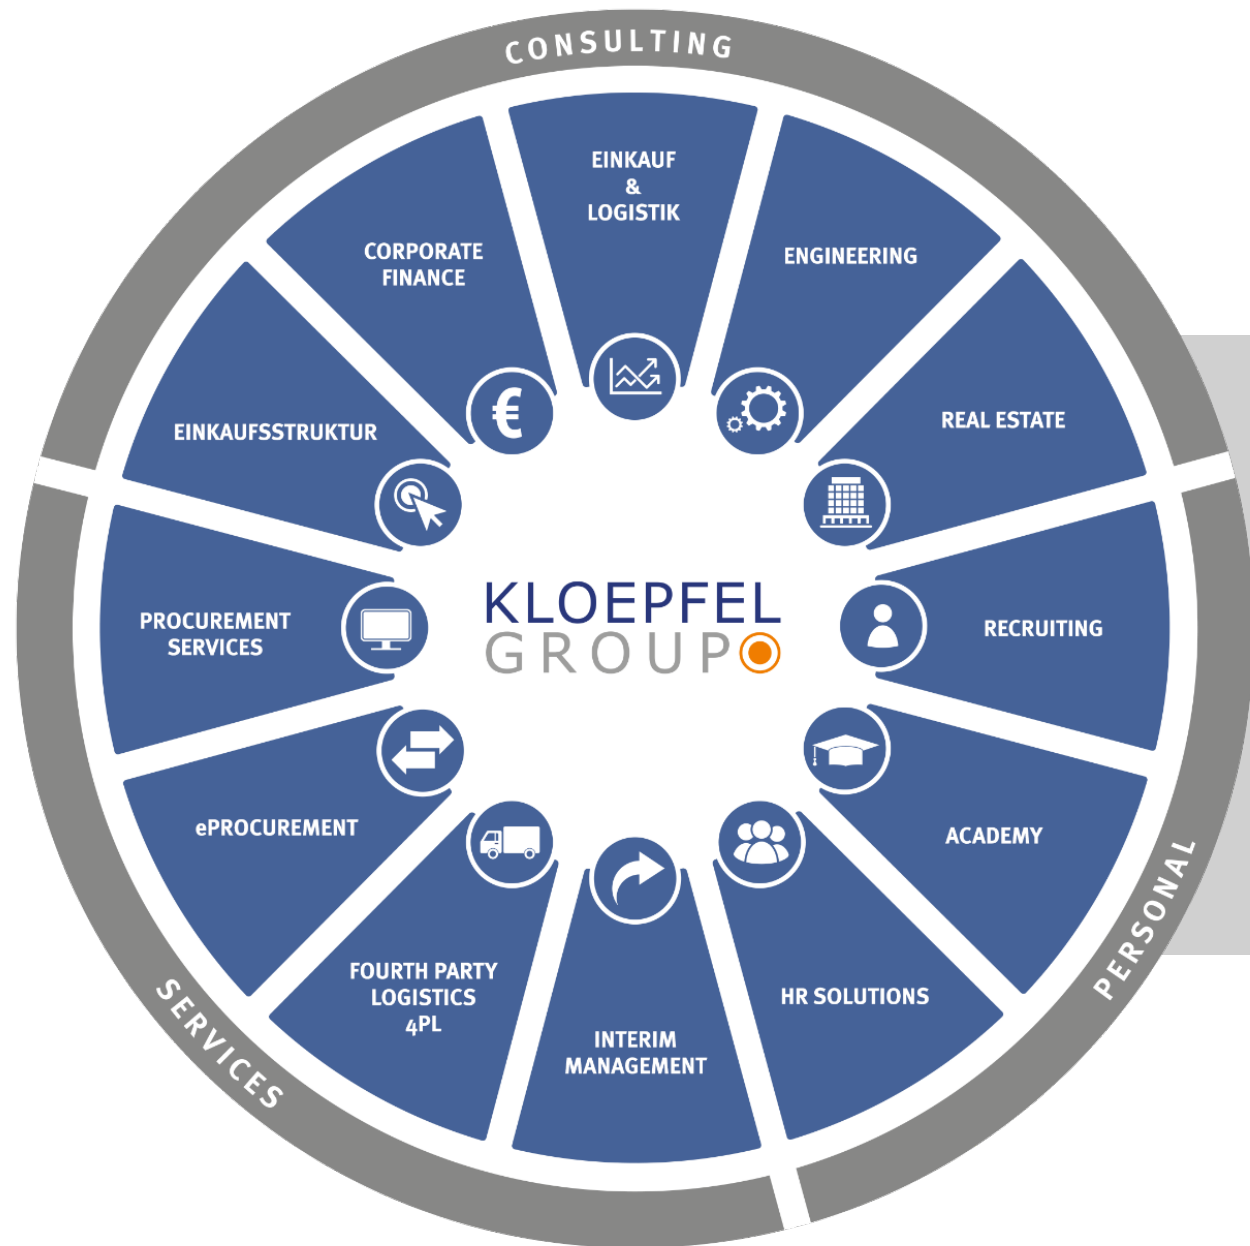 CONSULTING
EINKAUF
&
LOGISTIK
ENGINEERING
REAL ESTATE
RECRUITING
ACADEMY
HR SOLUTIONS
INTERIM
MANAGEMENT
FOURTH PARTY
LOGISTICS
4PL
ePROCUREMENT
PROCUREMENT
SERVICES
EINKAUFSSTRUKTUR
CORPORATE
FINANCE
€
KLOEPFEL
GROUP
PERSONAL
SERVICES